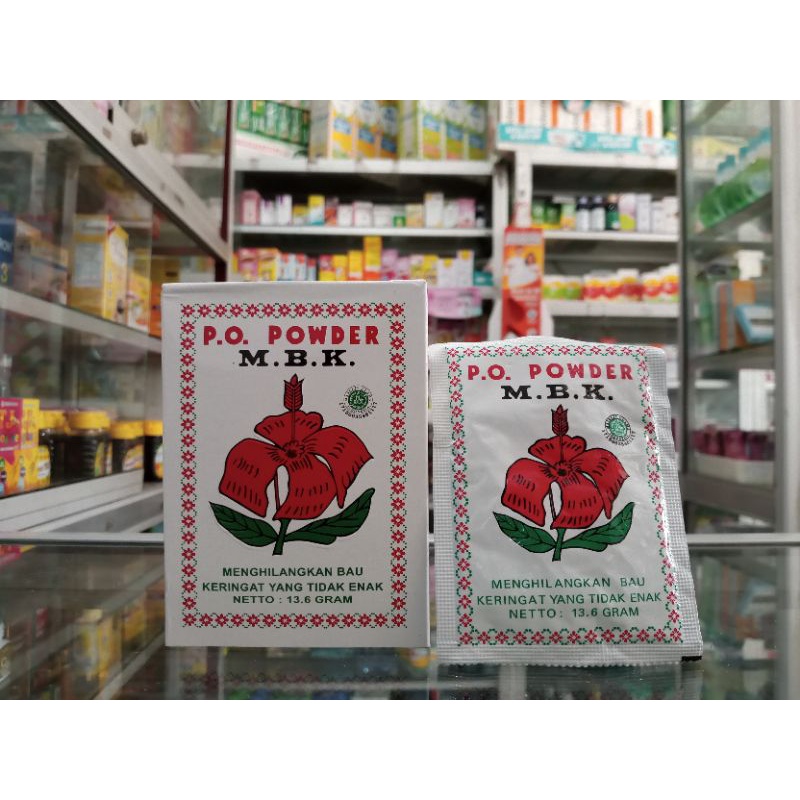 P.O. POWDER
M.B.K.
MENGHILANGKAN BAU
KERINGAT YANG TIDAK ENAK
NETTO : 13.6 GRAM
P.O. POWDER
M.B.K.
MENGHILANGKAN BAU
KERINGAT YANG TIDAK ENAK
NETTO : 13.6 GRAM